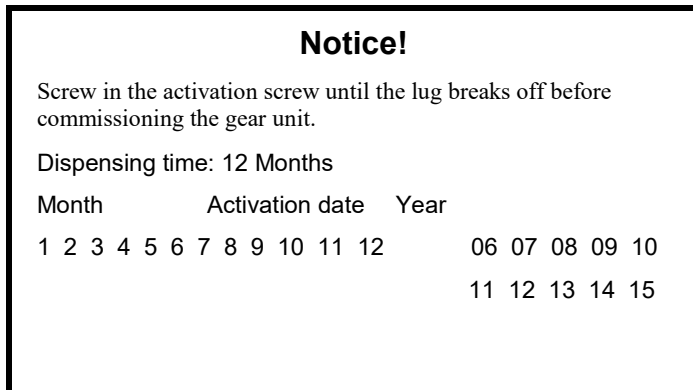 Notice!
Screw in the activation screw until the lug breaks off before
commissioning the gear unit.
Dispensing time: 12 Months
Month Activation date Year
1 2 3 4 5 6 7 8 9 10 11 12 06 07 08 09 10
11 12 13 14 15